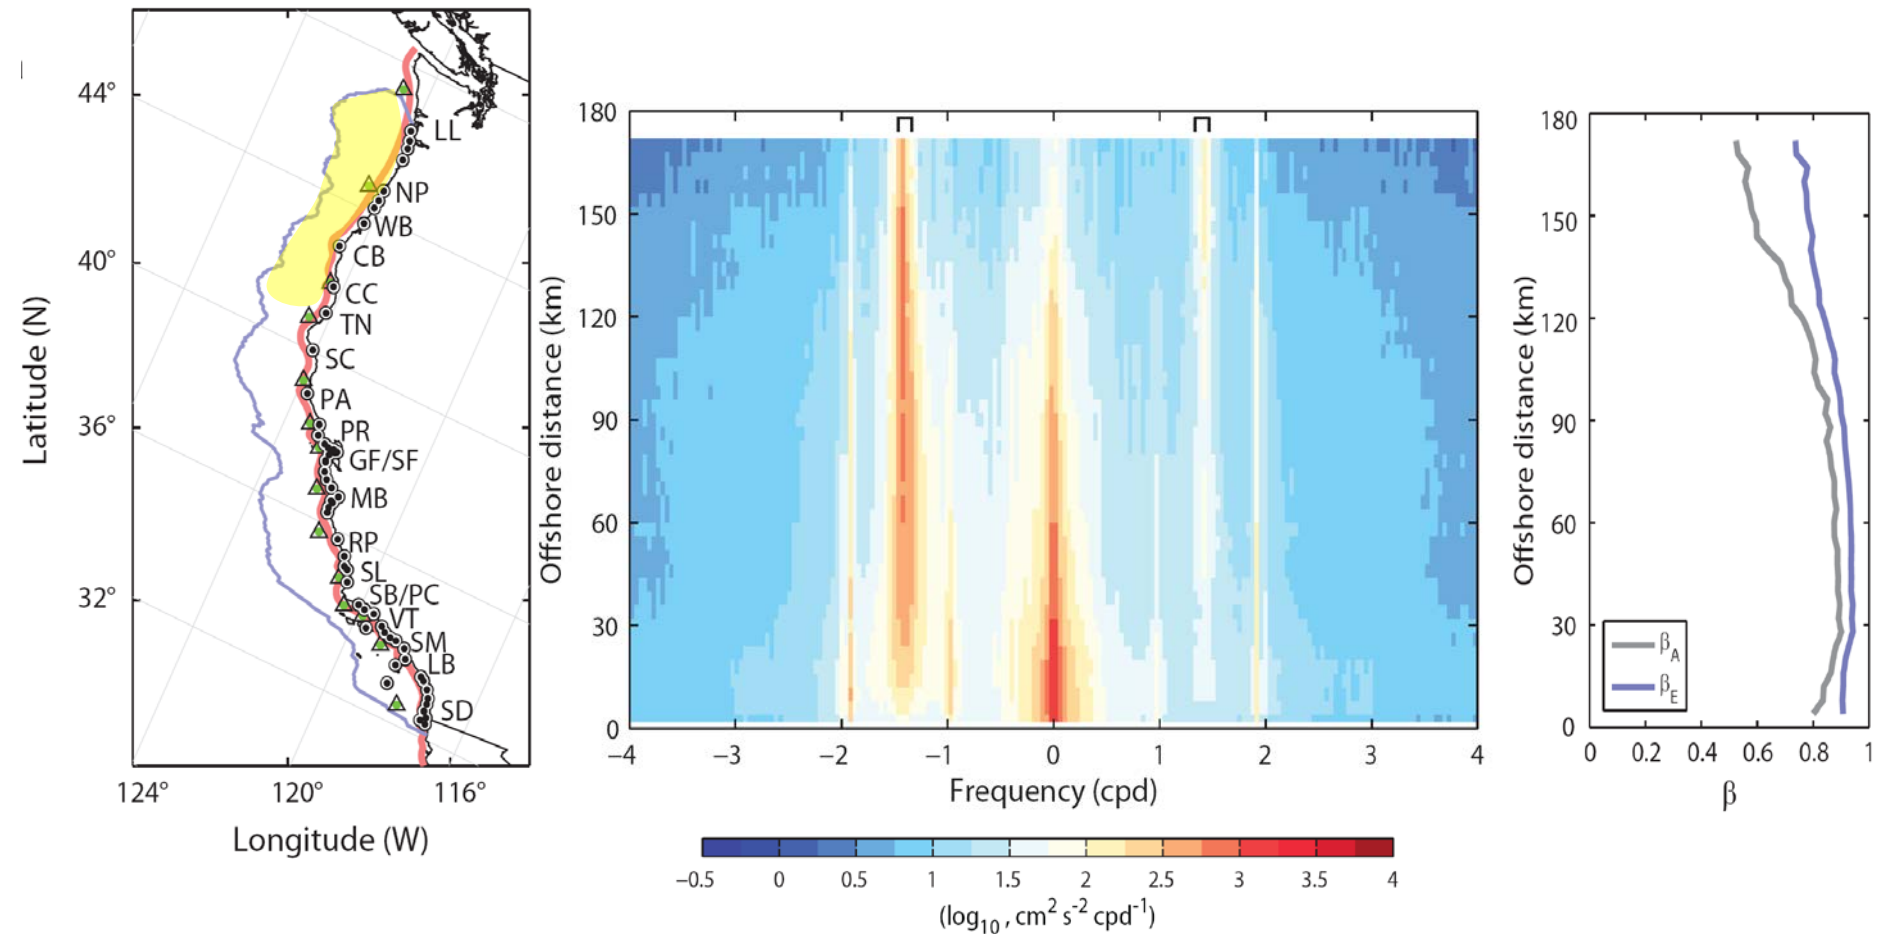 44°
40°
36°
32°
124°
120°
116°
Latitude (N)
Longitude (W)
LL
NP
WB
CB
CC
TN
SC
PA
PR
GF/SF
MB
RP
SL
SB/PC
VT
SM
LB
SD
180
150
120
90
60
30
0
Offshore distance (km)
−4
−3
−2
−1
0
1
2
3
4
Frequency (cpd)
−0.5
0
0.5
1
1.5
2
2.5
3
3.5
4
(log10 , cm2 s-2 cpd-1)
180
150
120
90
60
30
0
Offshore distance (km)
βA
βE
0
0.2
0.4
0.6
0.8
1
β